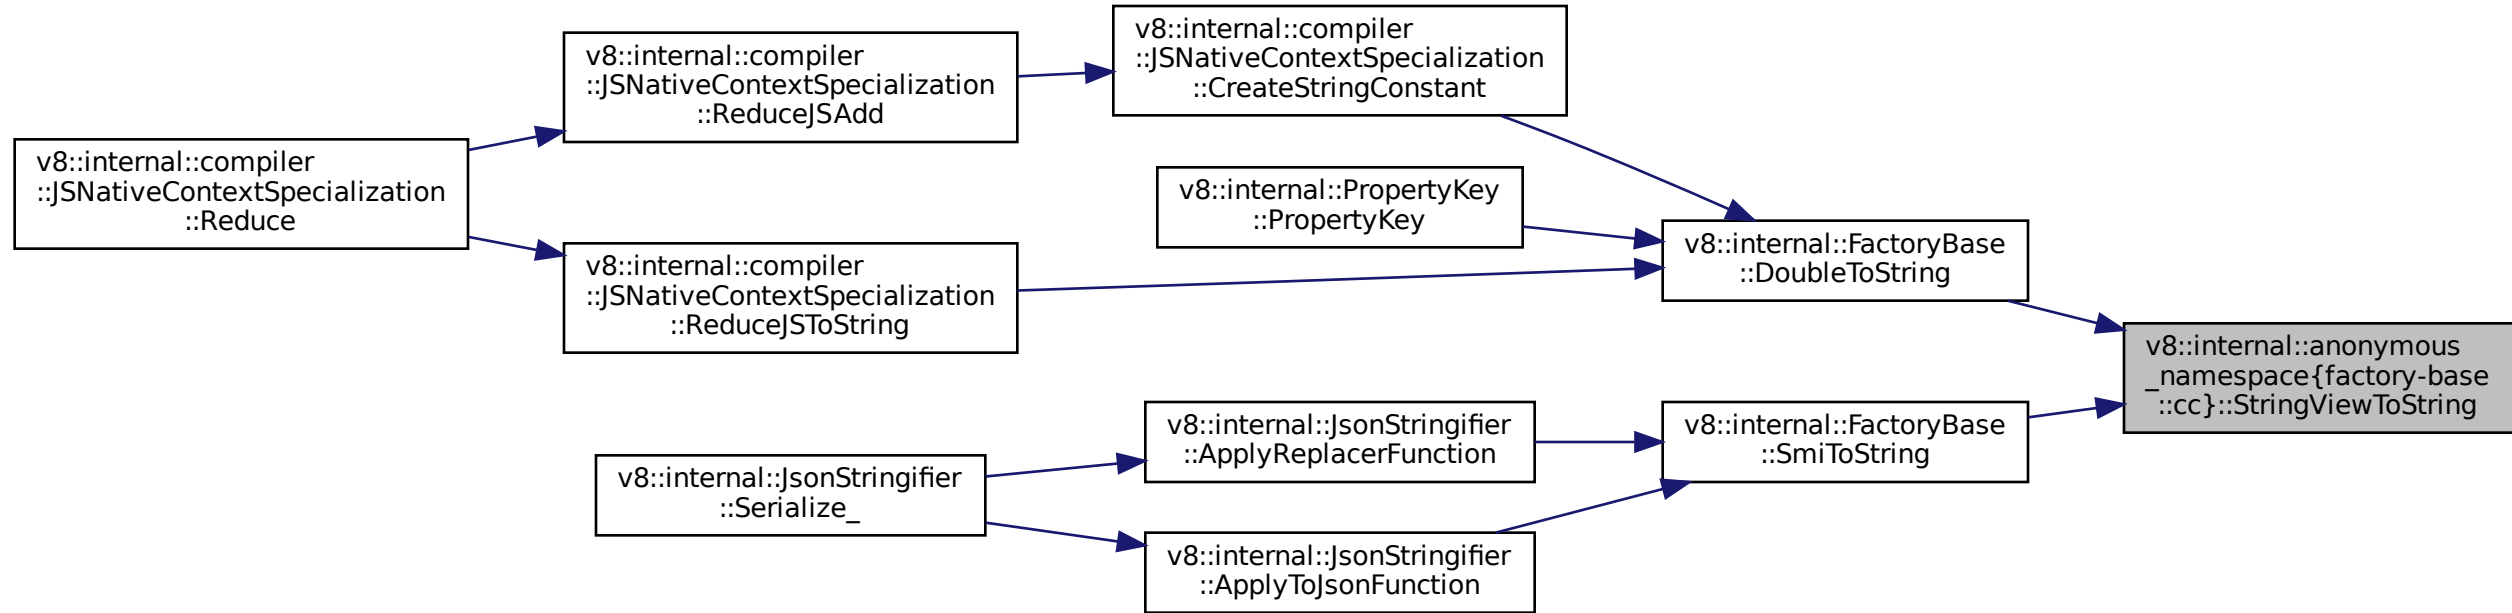 v8::internal::compiler
::JSNativeContextSpecialization
::Reduce
v8::internal::compiler
::JSNativeContextSpecialization
::ReduceJSAdd
v8::internal::compiler
::JSNativeContextSpecialization
::ReduceJSToString
v8::internal::JsonStringifier
::Serialize_
v8::internal::compiler
::JSNativeContextSpecialization
::CreateStringConstant
v8::internal::PropertyKey
::PropertyKey
v8::internal::JsonStringifier
::ApplyReplacerFunction
v8::internal::JsonStringifier
::ApplyToJsonFunction
v8::internal::FactoryBase
::DoubleToString
v8::internal::FactoryBase
::SmiToString
v8::internal::anonymous
_namespace{factory-base
::cc}::StringViewToString